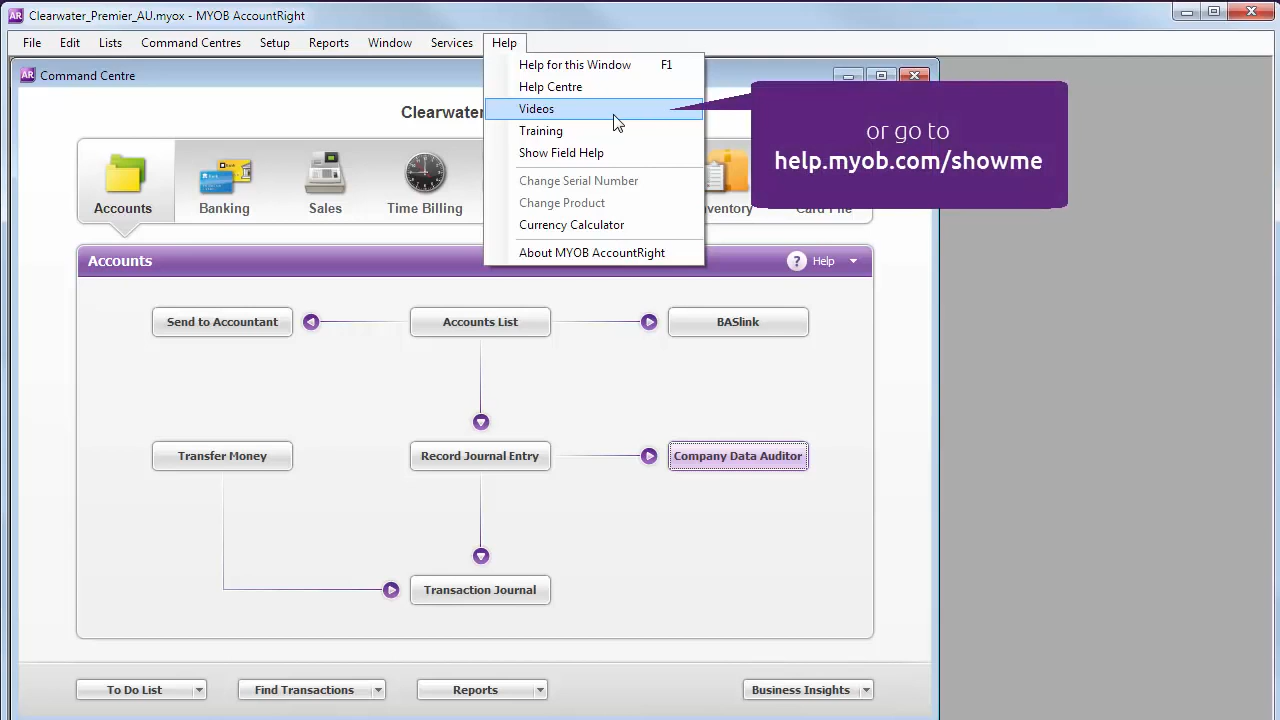 AR Clearwater_Premier_AU.myox - MYOB AccountRight
File Edit Lists Command Centres Setup Reports Window Services Help
AR Command Centre
Clearwater
Help for this Window F1
Help Centre
Videos
Training
Show Field Help
Change Serial Number
Change Product
Currency Calculator
About MYOB AccountRight
or go to
help.myob.com/showme
Accounts Banking Sales Time Billing
Accounts
? Help
Send to Accountant Accounts List BASlink
Transfer Money Record Journal Entry Company Data Auditor
Transaction Journal
To Do List Find Transactions Reports Business Insights